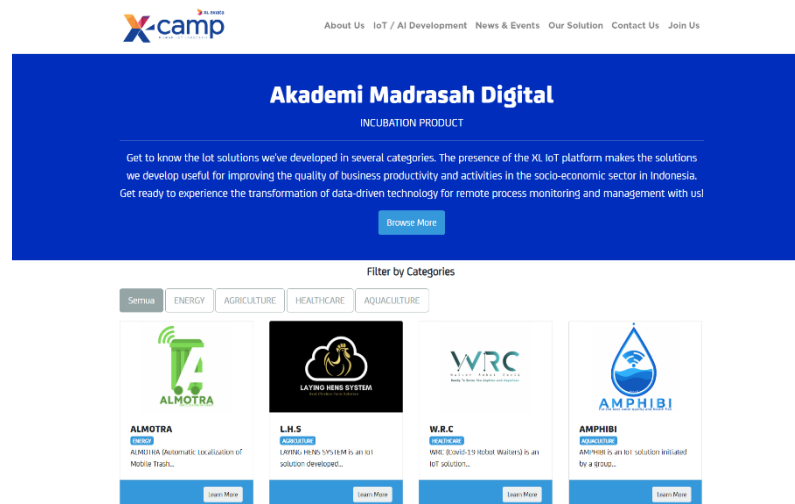 XL AXIATA
X-camp
About Us IoT / AI Development News & Events Our Solution Contact Us Join Us
Akademi Madrasah Digital
INCUBATION PRODUCT
Get to know the Iot solutions we've developed in several categories. The presence of the XL IoT platform makes the solutions
we develop useful for improving the quality of business productivity and activities in the socio-economic sector in Indonesia.
Get ready to experience the transformation of data-driven technology for remote process monitoring and management with us!
Browse More
Filter by Categories
Semua ENERGY AGRICULTURE HEALTHCARE AQUACULTURE
ALMOTRA
LAYING HENS SYSTEM
WRC
AMPHIBI
ALMOTRA
ENERGY
ALMOTRA (Automatic Localization of
Mobile Trash...
Learn More
L.H.S
AGRICULTURE
LAYING HENS SYSTEM is an IoT
solution developed...
Learn More
W.R.C
HEALTHCARE
WRC (Covid-19 Robot Waiters) is an
IoT solution...
Learn More
AMPHIBI
AQUACULTURE
AMPHIBI is an IoT solution initiated
by a group...
Learn More